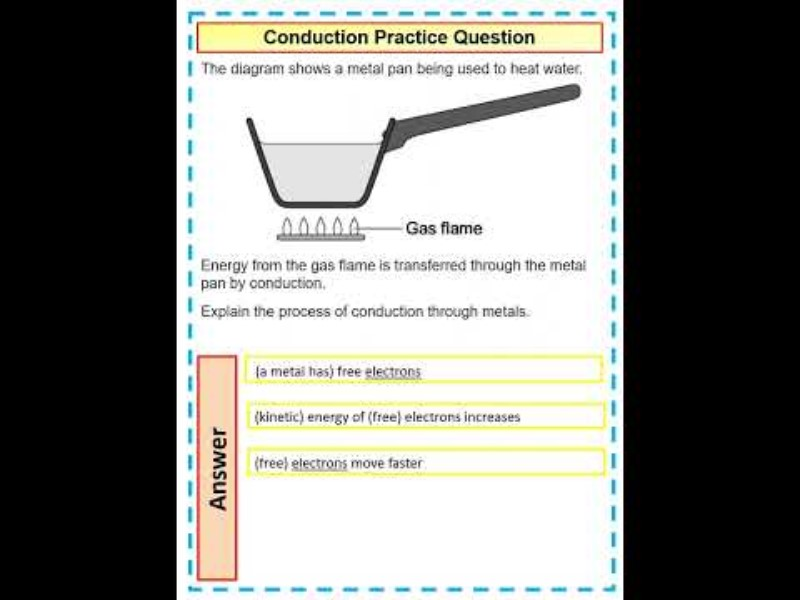 Conduction Practice Question
The diagram shows a metal pan being used to heat water.
Gas flame
Energy from the gas flame is transferred through the metal
pan by conduction.
Explain the process of conduction through metals.
Answer
(a metal has) free electrons
(kinetic) energy of (free) electrons increases
(free) electrons move faster